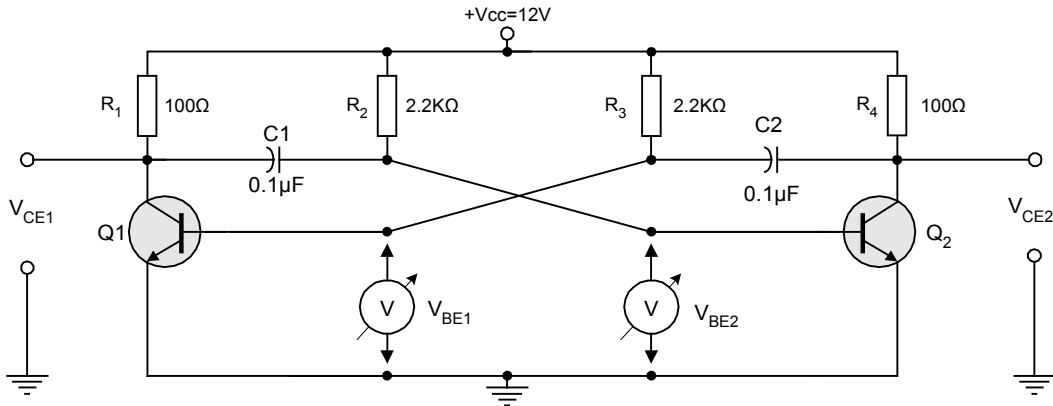 +Vcc=12V
R1 100Ω
R2 2.2KΩ
R3 2.2KΩ
R4 100Ω
C1
0.1µF
C2
0.1µF
VCE1
Q1
Q2
VCE2
V
VBE1
V
VBE2